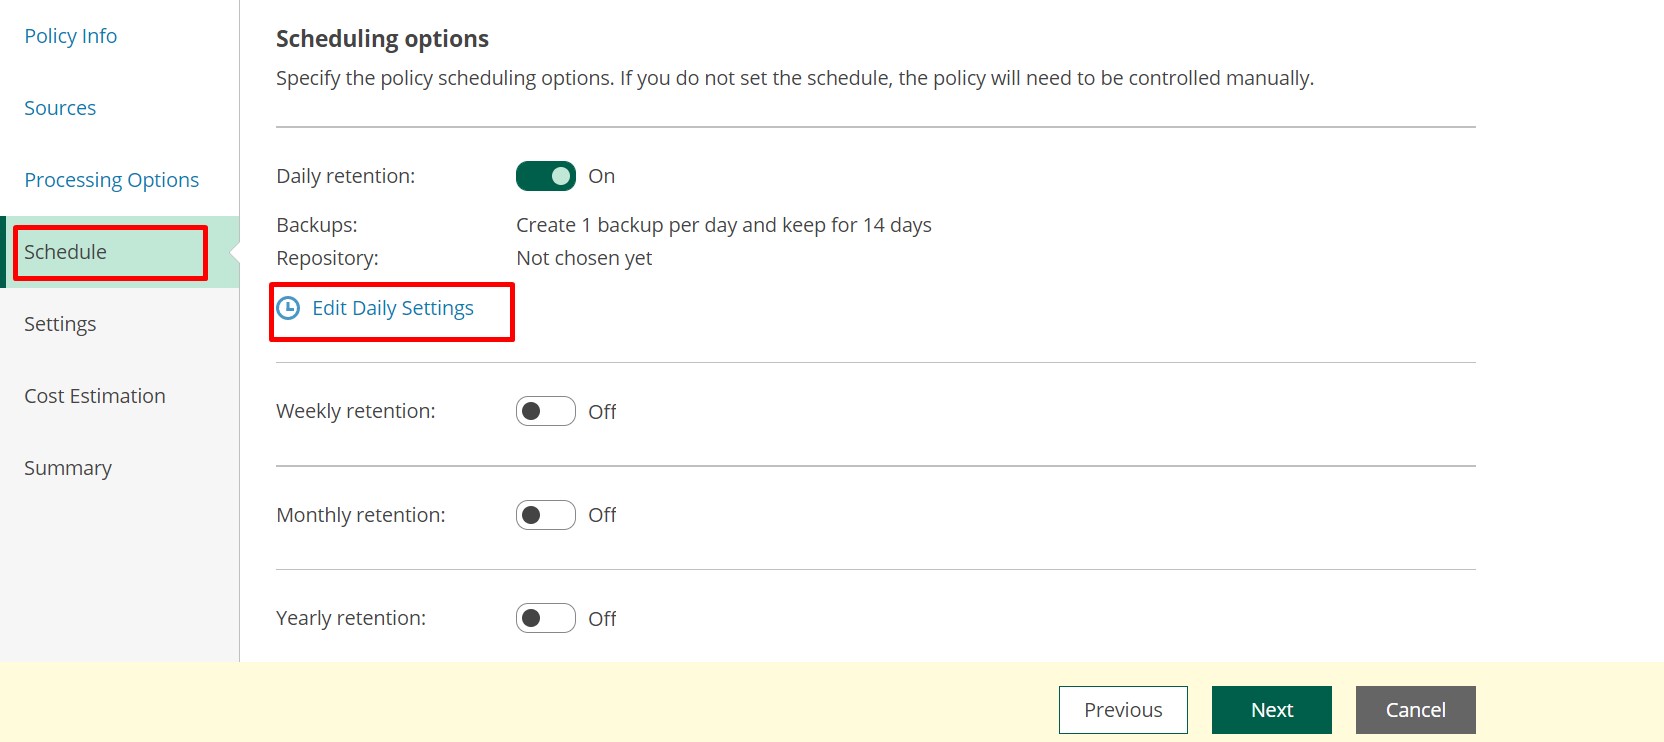 Policy Info
Sources
Processing Options
Schedule
Settings
Cost Estimation
Summary
Scheduling options
Specify the policy scheduling options. If you do not set the schedule, the policy will need to be controlled manually.
Daily retention: On
Backups: Create 1 backup per day and keep for 14 days
Repository: Not chosen yet
Edit Daily Settings
Weekly retention: Off
Monthly retention: Off
Yearly retention: Off
Previous Next Cancel